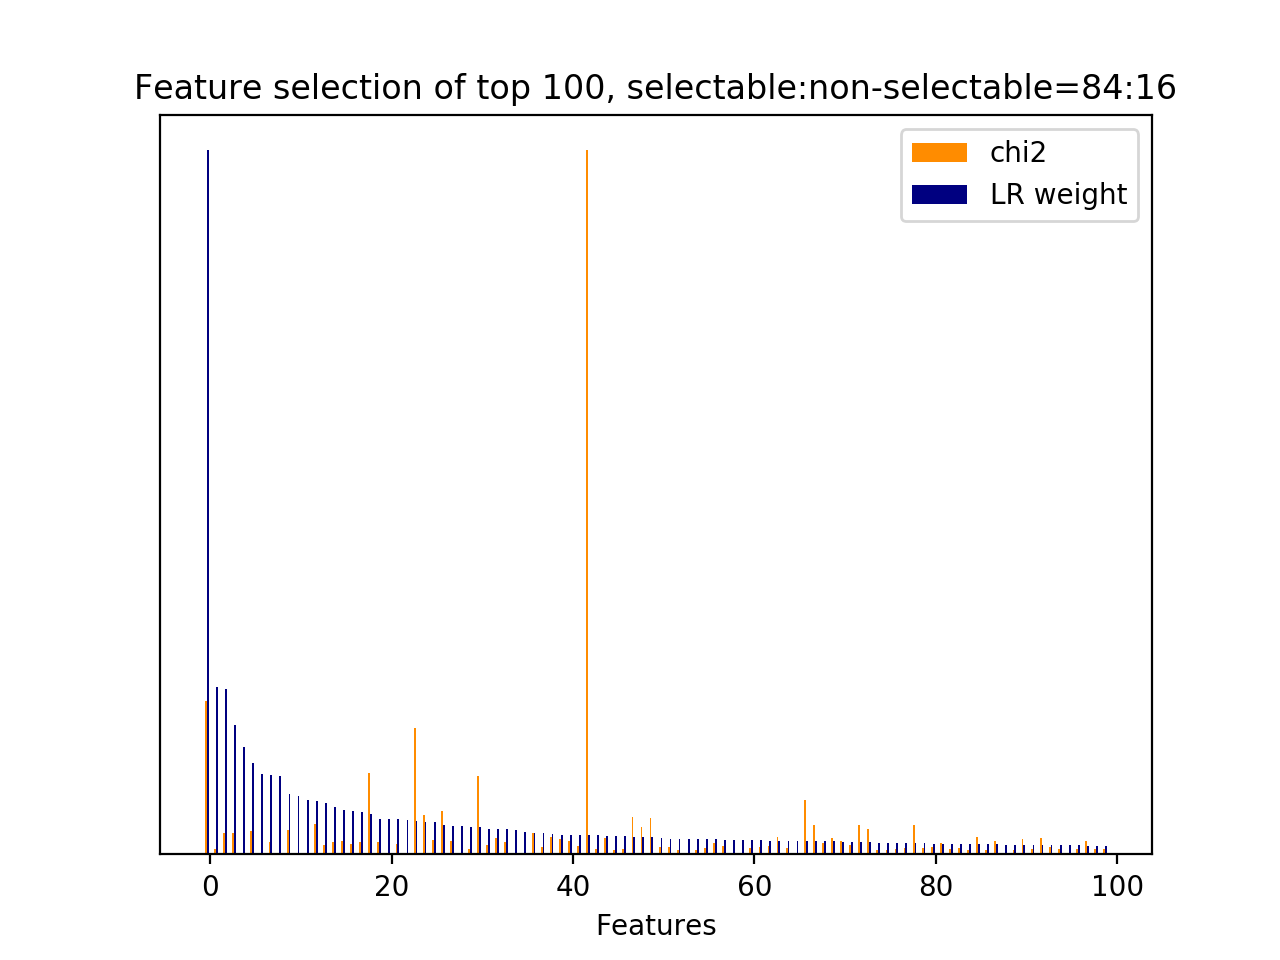 Feature selection of top 100, selectable:non-selectable=84:16
chi2
LR weight
0 20 40 60 80 100
Features